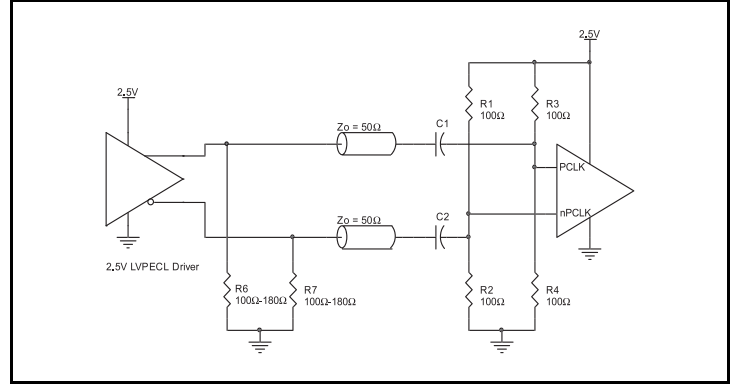 2.5V
2.5V
R1
100Ω
R3
100Ω
Zo = 50Ω
C1
PCLK
nPCLK
Zo = 50Ω
C2
2.5V LVPECL Driver
R6
100Ω-180Ω
R7
100Ω-180Ω
R2
100Ω
R4
100Ω